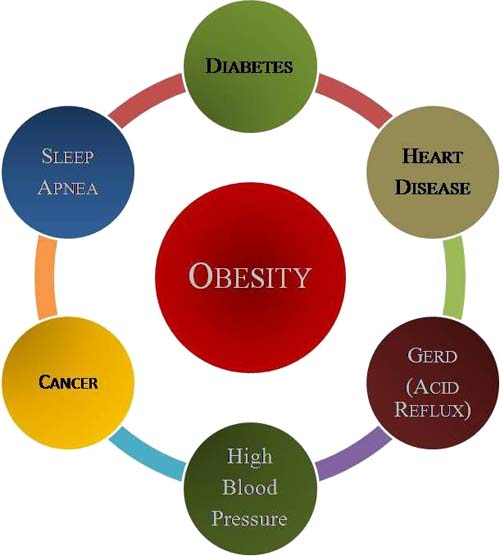 Diabetes
Heart
Disease
Gerd
(Acid
Reflux)
High
Blood
Pressure
Cancer
Sleep
Apnea
Obesity